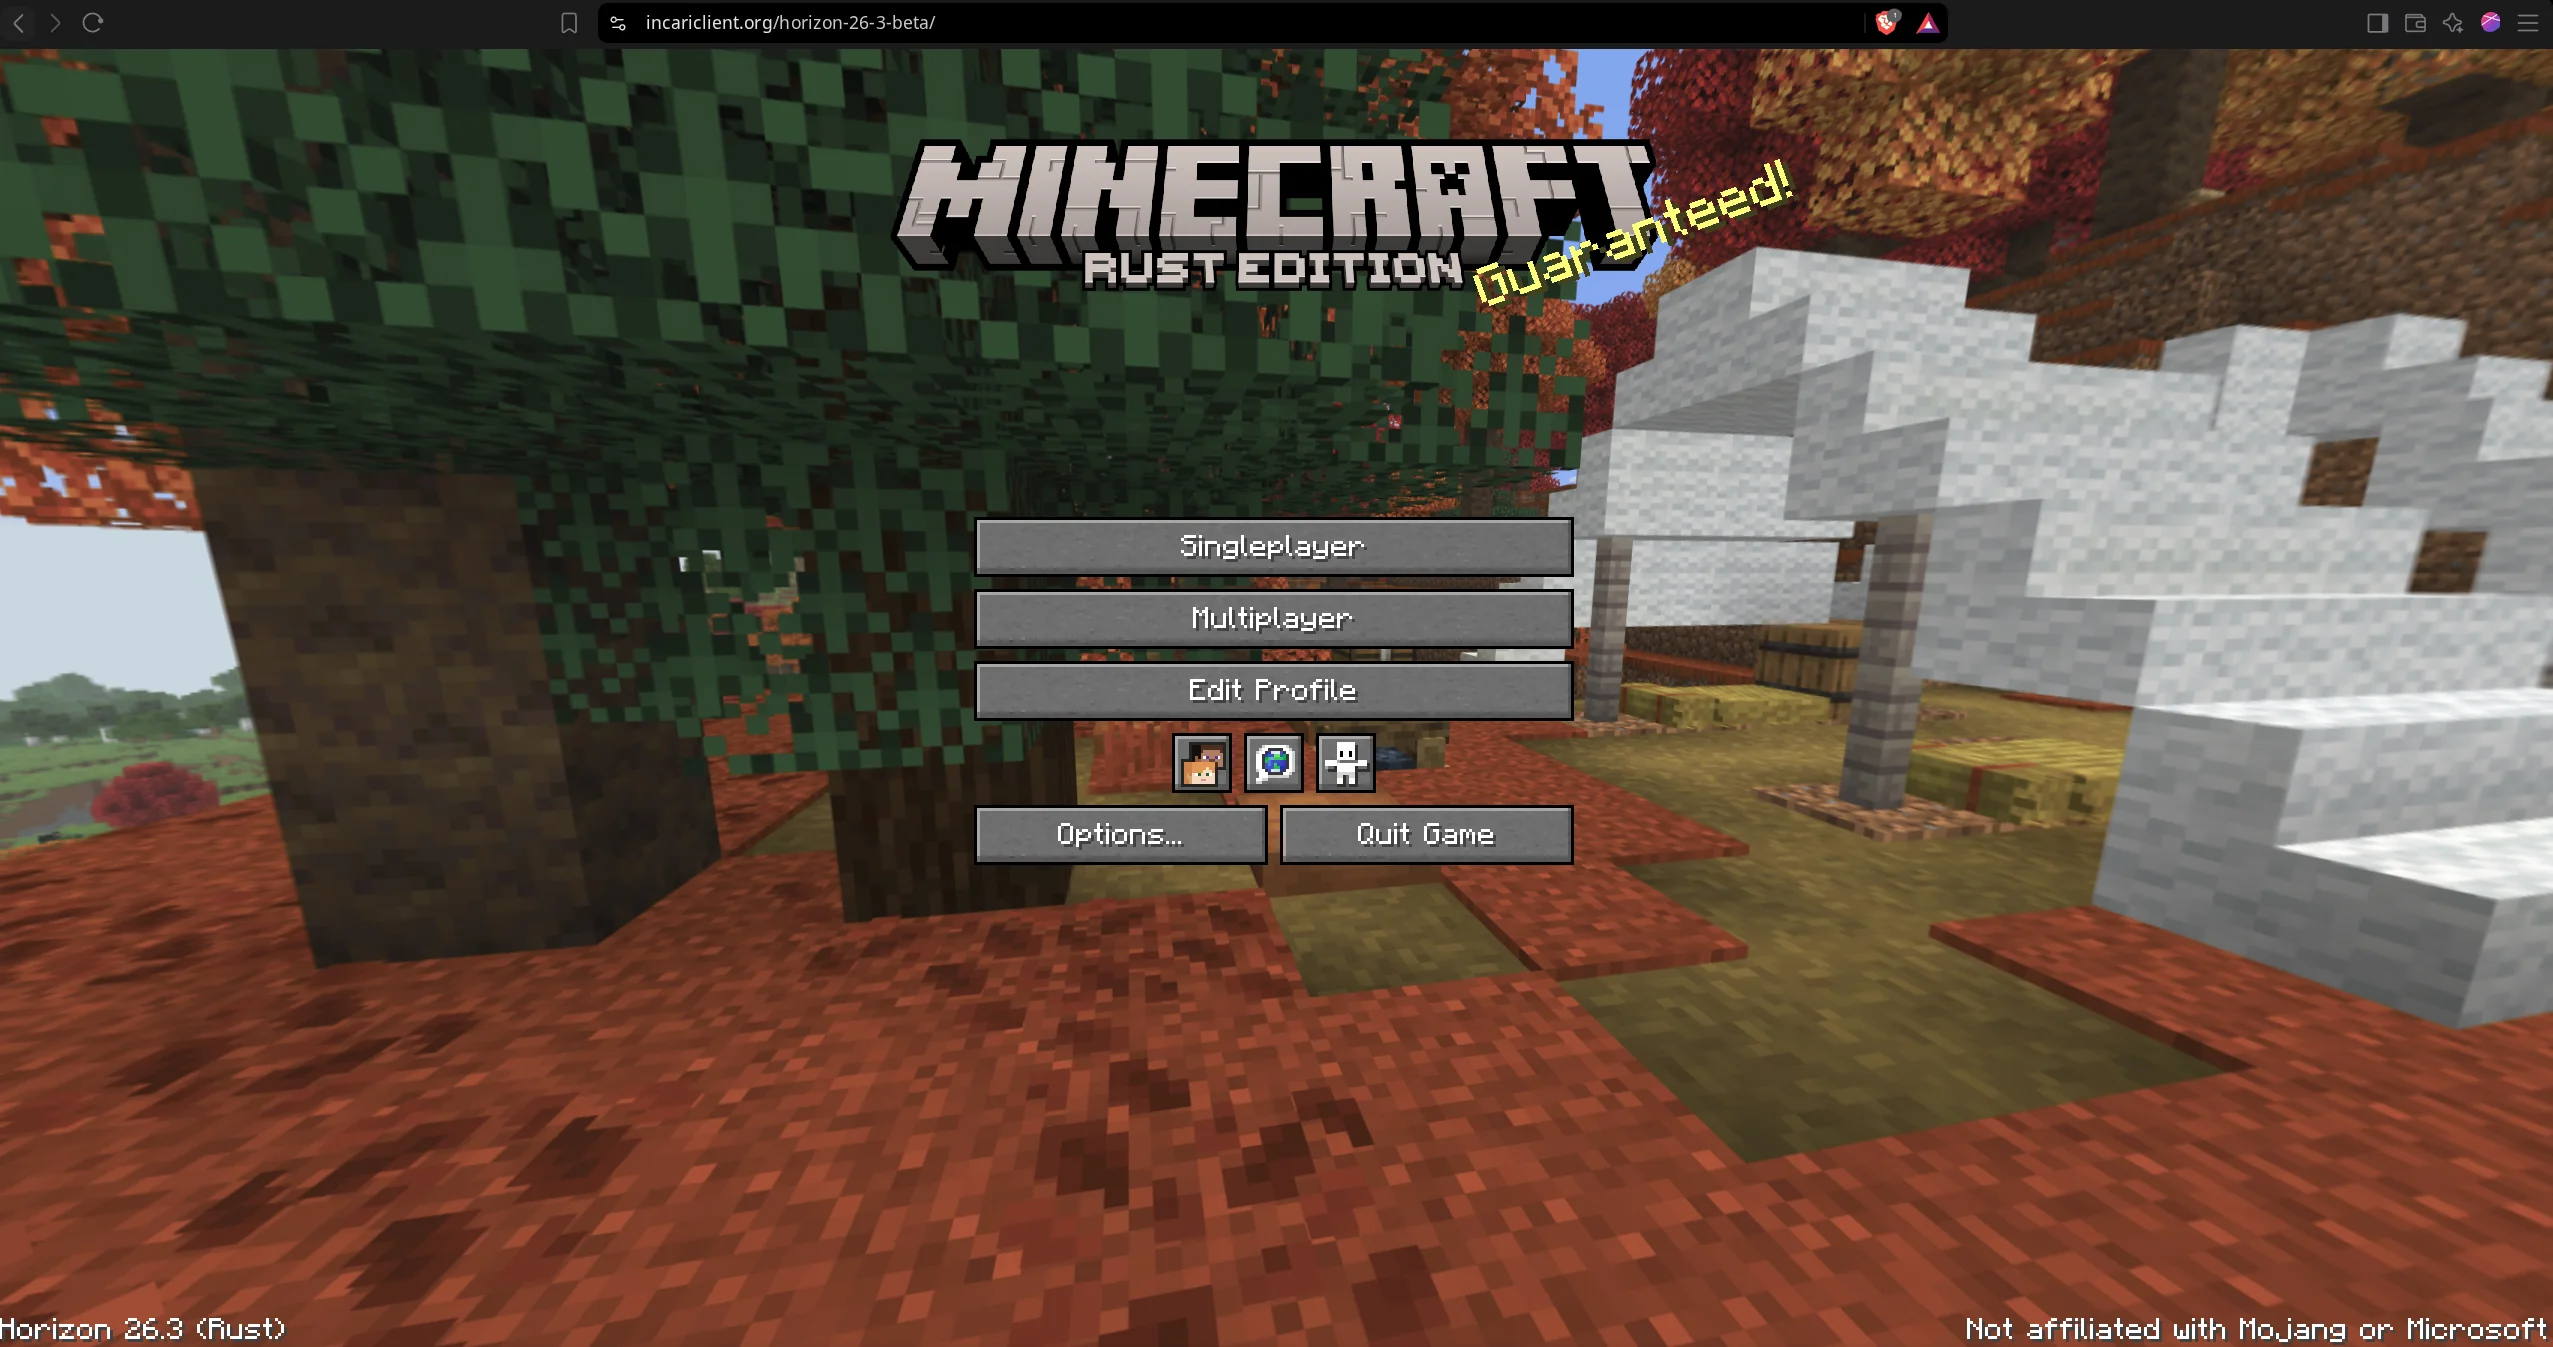 incariclient.org/horizon-26-3-beta/
MINECRAFT
RUST EDITION
Guaranteed!
Singleplayer
Multiplayer
Edit Profile
Options...
Quit Game
Horizon 26.3 (Rust)
Not affiliated with Mojang or Microsoft